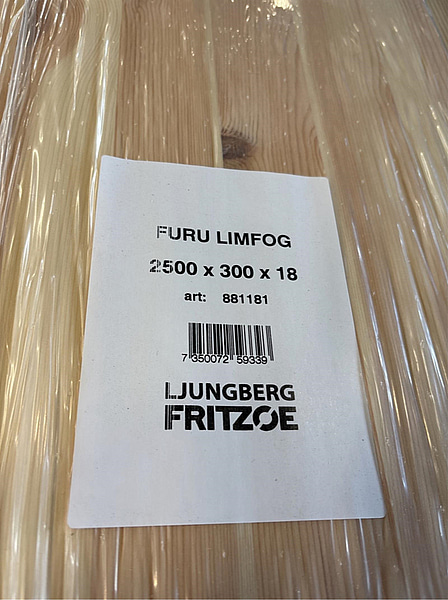 FURU LIMFOG
2500 x 300 x 18
art: 881181
7 350072 59339
LJUNGBERG
FRITZOE